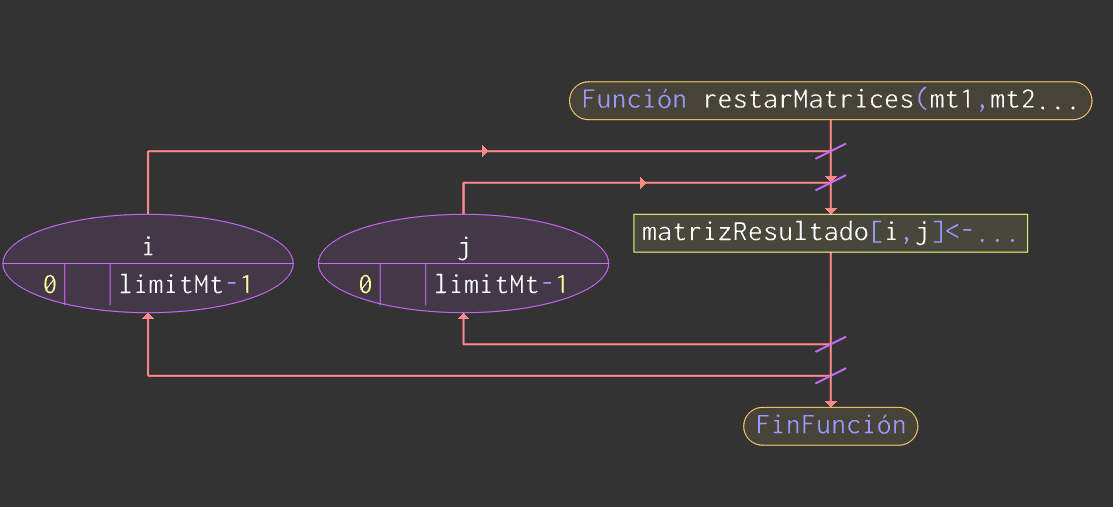 Función restarMatrices(mt1,mt2...
i
0 limitMt-1
j
0 limitMt-1
matrizResultado[i,j]<-...
FinFunción